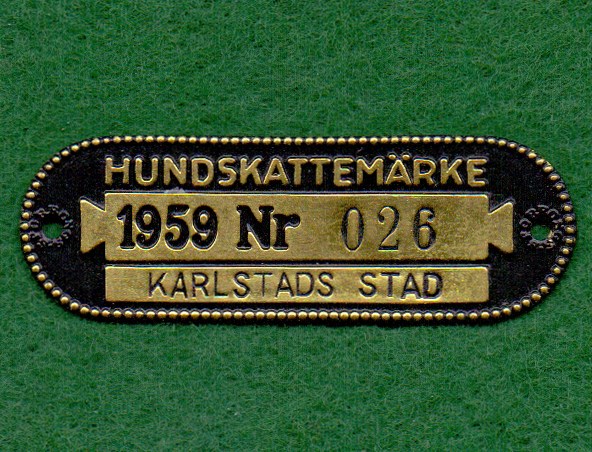 HUNDSKATTEMÄRKE
1959 Nr 026
KARLSTADS STAD